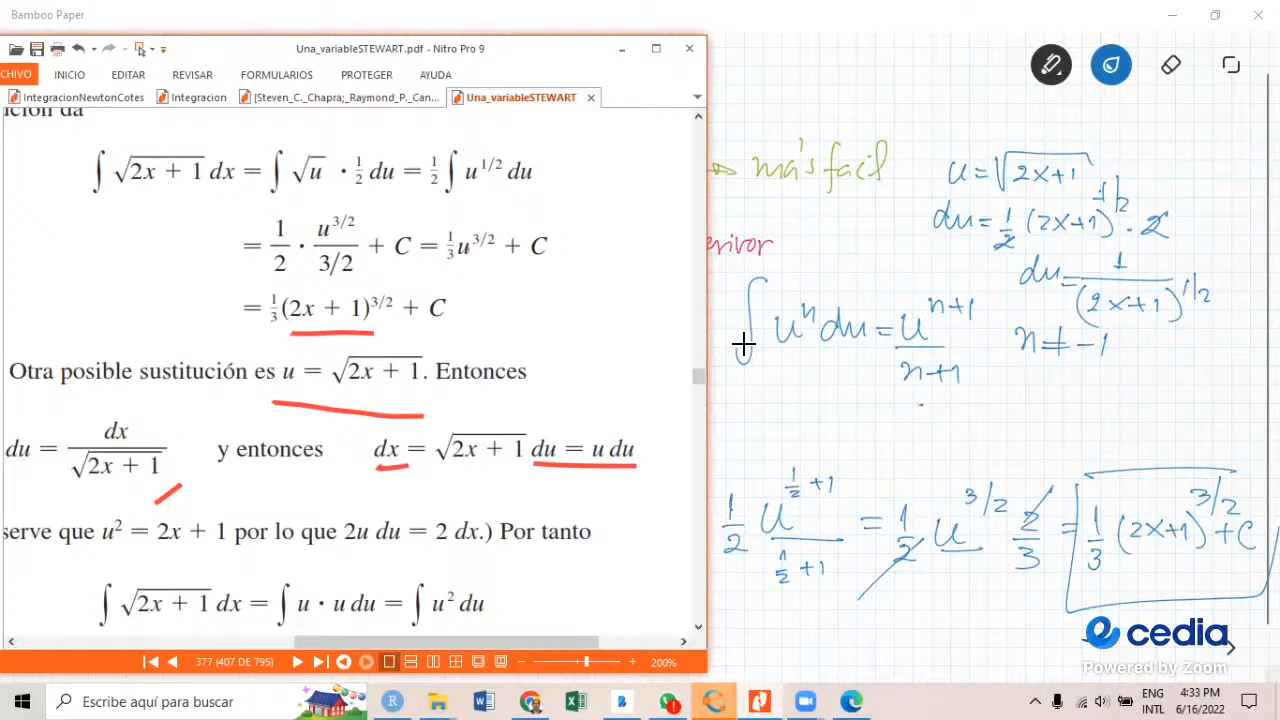 Bamboo Paper
Una_variableSTEWART.pdf - Nitro Pro 9
CHIVO INICIO EDITAR REVISAR FORMULARIOS PROTEGER AYUDA
IntegracionNewtonCotes Integracion [Steven_C._Chapra;_Raymond_P._Can... Una_variableSTEWART
ución da
∫ √(2x + 1) dx = ∫ √u · 1/2 du = 1/2 ∫ u^{1/2} du
= 1/2 · u^{3/2}/(3/2) + C = 1/3 u^{3/2} + C
= 1/3 (2x + 1)^{3/2} + C
Otra posible sustitución es u = √(2x + 1). Entonces
du = dx/√(2x + 1) y entonces dx = √(2x + 1) du = u du
serve que u² = 2x + 1 por lo que 2u du = 2 dx.) Por tanto
∫ √(2x + 1) dx = ∫ u · u du = ∫ u² du
377 (407 DE 795)
200%
más facil
u = √(2x+1)
du = 1/2 (2x+1)^{-1/2} · 2
du = 1/(2x+1)^{1/2}
∫ u^n du = u^{n+1}/(n+1) n ≠ -1
1/2 u^{1/2+1}/(1/2+1) = 1/2 u^{3/2} 2/3 = 1/3 (2x+1)^{3/2} + C
cedia
Powered by Zoom
Escribe aquí para buscar
ENG
INTL
4:33 PM
6/16/2022